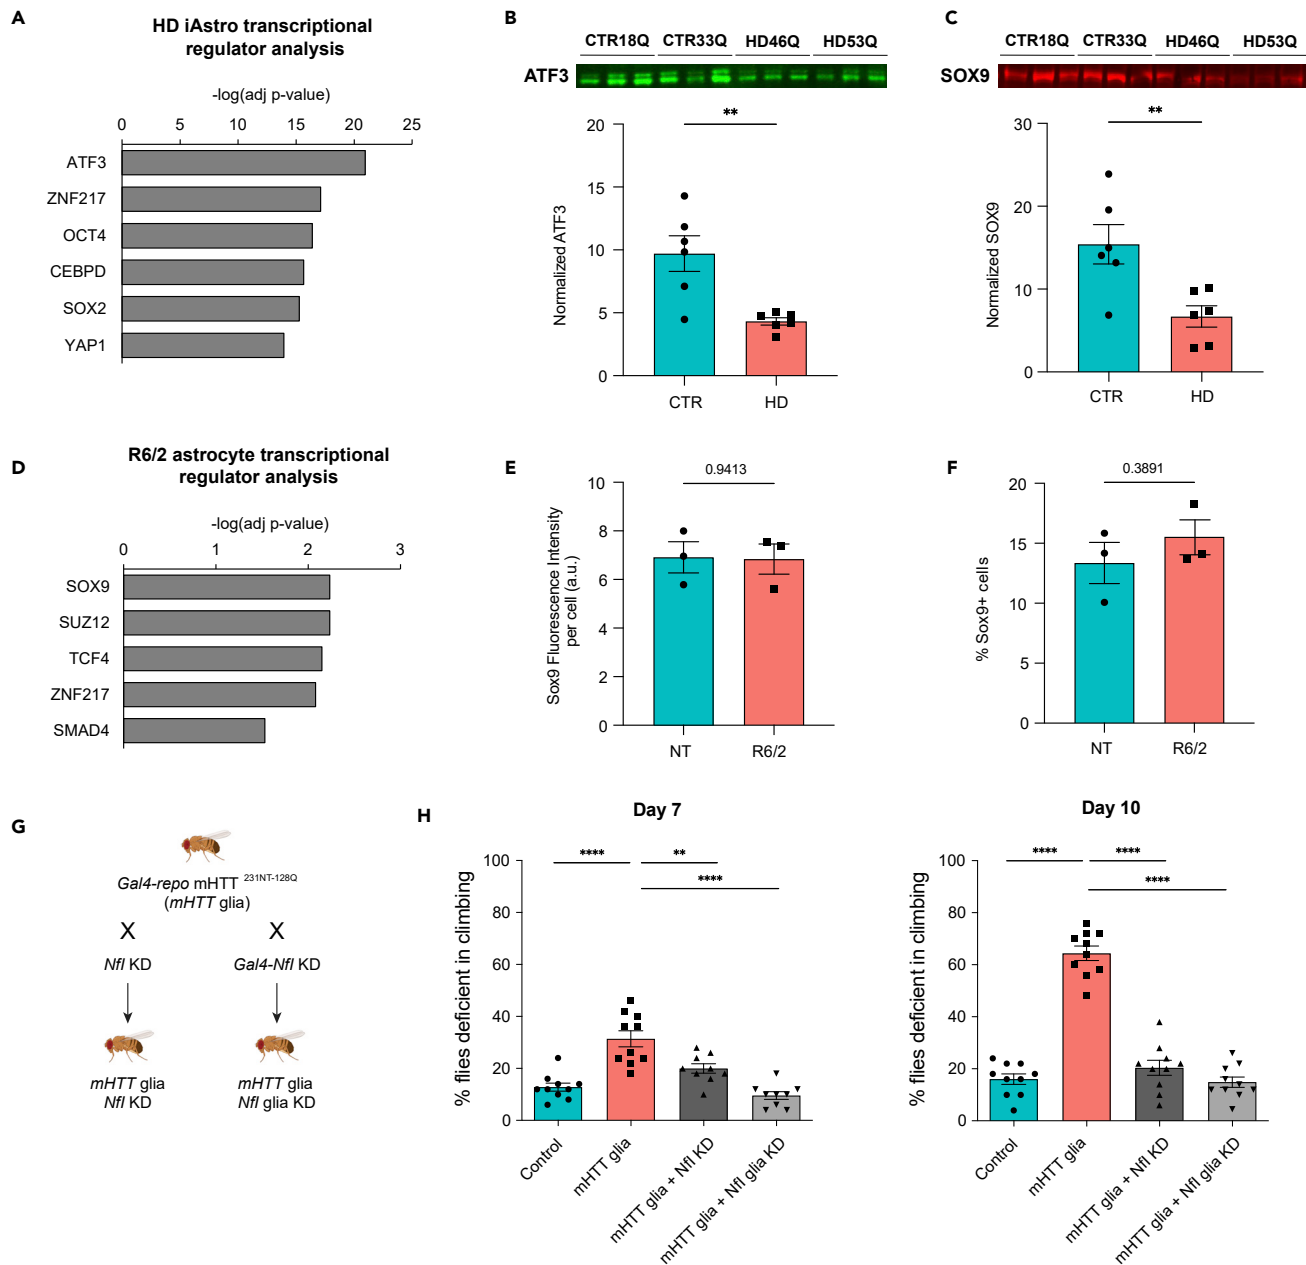 A
HD iAstro transcriptional
regulator analysis
-log(adj p-value)
0 5 10 15 20 25
ATF3
ZNF217
OCT4
CEBPD
SOX2
YAP1
B
CTR18Q CTR33Q HD46Q HD53Q
ATF3
**
Normalized ATF3
20
15
10
5
0
CTR HD
C
CTR18Q CTR33Q HD46Q HD53Q
SOX9
**
Normalized SOX9
30
20
10
0
CTR HD
D
R6/2 astrocyte transcriptional
regulator analysis
-log(adj p-value)
0 1 2 3
SOX9
SUZ12
TCF4
ZNF217
SMAD4
E
0.9413
Sox9 Fluorescence Intensity
per cell (a.u.)
10
8
6
4
2
0
NT R6/2
F
0.3891
% Sox9+ cells
20
15
10
5
0
NT R6/2
G
Gal4-repo mHTT 231NT-128Q
(mHTT glia)
X X
NfI KD Gal4-NfI KD
mHTT glia mHTT glia
NfI KD NfI glia KD
H
Day 7
**** **
****
% flies deficient in climbing
100
80
60
40
20
0
Control
mHTT glia
mHTT glia + NfI KD
mHTT glia + NfI glia KD
Day 10
**** ****
****
% flies deficient in climbing
100
80
60
40
20
0
Control
mHTT glia
mHTT glia + NfI KD
mHTT glia + NfI glia KD